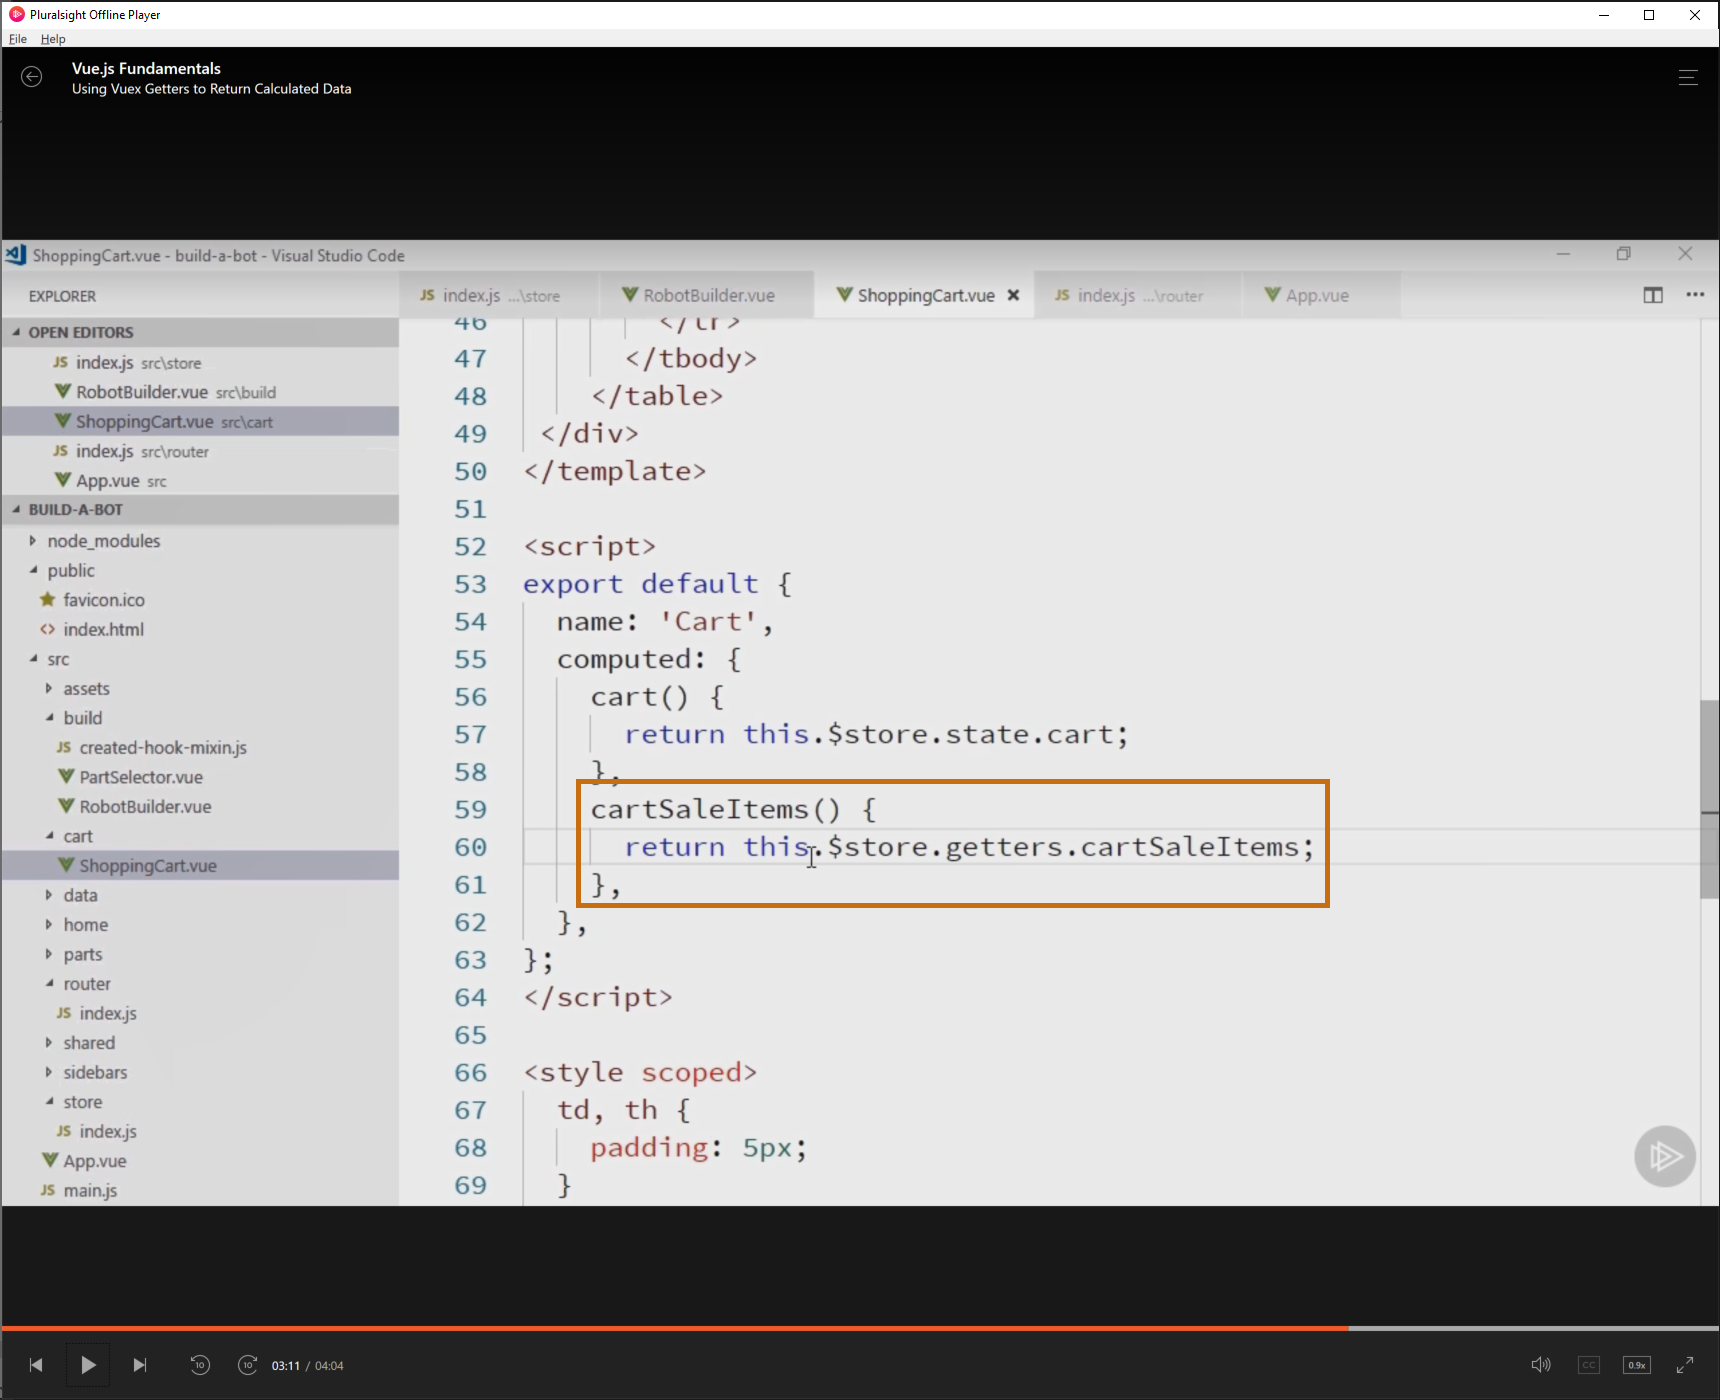 Pluralsight Offline Player
File Help
Vue.js Fundamentals
Using Vuex Getters to Return Calculated Data
ShoppingCart.vue - build-a-bot - Visual Studio Code
EXPLORER
JS index.js ...\store
RobotBuilder.vue
ShoppingCart.vue
JS index.js ...\router
App.vue
OPEN EDITORS
JS index.js src\store
RobotBuilder.vue src\build
ShoppingCart.vue src\cart
JS index.js src\router
App.vue src
BUILD-A-BOT
node_modules
public
favicon.ico
<> index.html
src
assets
build
JS created-hook-mixin.js
PartSelector.vue
RobotBuilder.vue
cart
ShoppingCart.vue
data
home
parts
router
JS index.js
shared
sidebars
store
JS index.js
App.vue
JS main.js
46 </tr>
47 </tbody>
48 </table>
49 </div>
50 </template>
51
52 <script>
53 export default {
54 name: 'Cart',
55 computed: {
56 cart() {
57 return this.$store.state.cart;
58 },
59 cartSaleItems() {
60 return this.$store.getters.cartSaleItems;
61 },
62 },
63 };
64 </script>
65
66 <style scoped>
67 td, th {
68 padding: 5px;
69 }
10
10
03:11 / 04:04
CC
0.9x